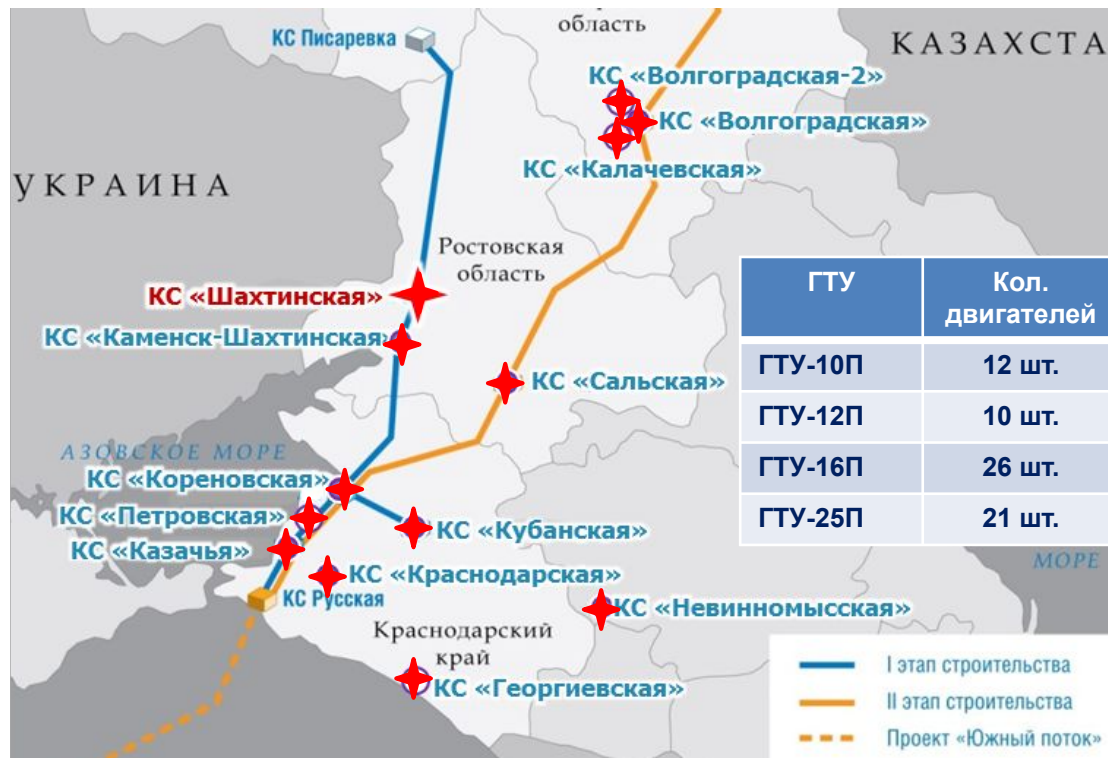 КС Писаревка
область
КАЗАХСТА
КС «Волгоградская-2»
КС «Волгоградская»
КС «Калачевская»
УКРАИНА
Ростовская
область
КС «Шахтинская»
КС «Каменск-Шахтинская»
КС «Сальская»
ГТУ Кол. двигателей
ГТУ-10П 12 шт.
ГТУ-12П 10 шт.
ГТУ-16П 26 шт.
ГТУ-25П 21 шт.
АЗОВСКОЕ МОРЕ
КС «Кореновская»
КС «Петровская»
КС «Кубанская»
КС «Казачья»
КС «Краснодарская»
МОРЕ
КС Русская
КС «Невинномысская»
Краснодарский
край
КС «Георгиевская»
I этап строительства
II этап строительства
Проект «Южный поток»